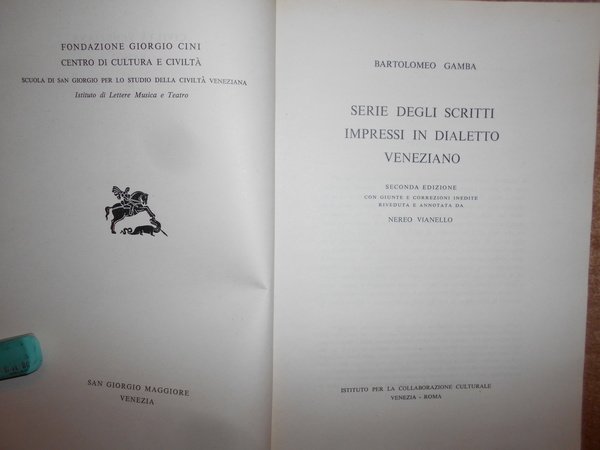 FONDAZIONE GIORGIO CINI
CENTRO DI CULTURA E CIVILTÀ
SCUOLA DI SAN GIORGIO PER LO STUDIO DELLA CIVILTÀ VENEZIANA
Istituto di Lettere Musica e Teatro
SAN GIORGIO MAGGIORE
VENEZIA
BARTOLOMEO GAMBA
SERIE DEGLI SCRITTI
IMPRESSI IN DIALETTO
VENEZIANO
SECONDA EDIZIONE
CON GIUNTE E CORREZIONI INEDITE
RIVEDUTA E ANNOTATA DA
NEREO VIANELLO
ISTITUTO PER LA COLLABORAZIONE CULTURALE
VENEZIA - ROMA